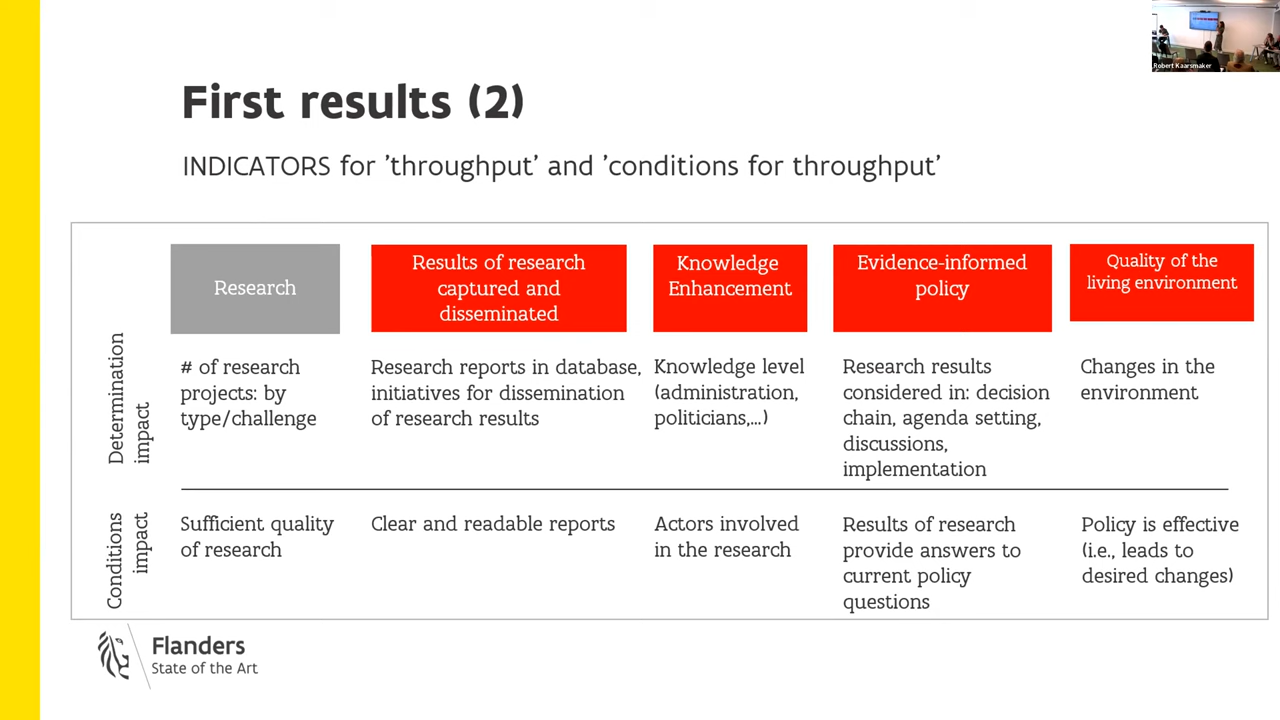 Robert Kaarsmaker
First results (2)
INDICATORS for ’throughput’ and ’conditions for throughput’
Research
Results of research
captured and
disseminated
Knowledge
Enhancement
Evidence-informed
policy
Quality of the
living environment
Determination
impact
# of research
projects: by
type/challenge
Research reports in database,
initiatives for dissemination
of research results
Knowledge level
(administration,
politicians,...)
Research results
considered in: decision
chain, agenda setting,
discussions,
implementation
Changes in the
environment
Conditions
impact
Sufficient quality
of research
Clear and readable reports
Actors involved
in the research
Results of research
provide answers to
current policy
questions
Policy is effective
(i.e., leads to
desired changes)
Flanders
State of the Art